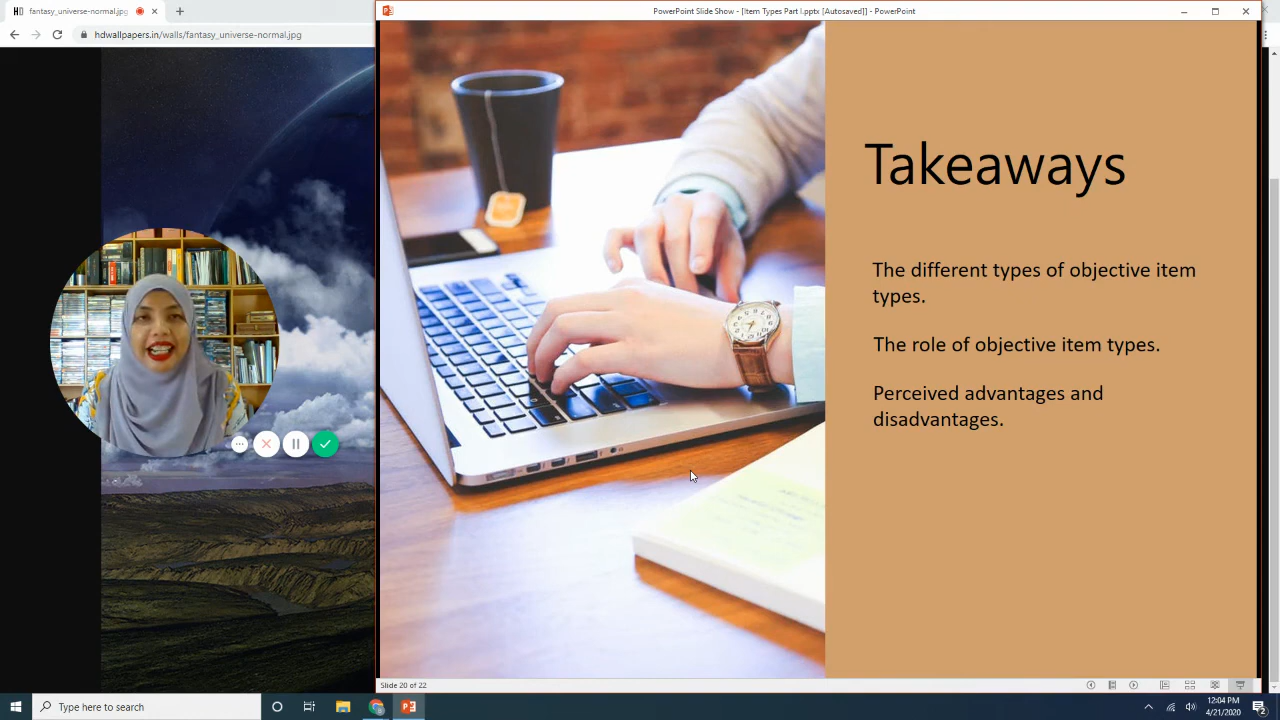 fantasy_universe-normal.jpg
hdwallpapers.in/walls/fantasy_universe-normal.jpg
PowerPoint Slide Show - [Item Types Part I.pptx [Autosaved]] - PowerPoint
Takeaways
The different types of objective item
types.
The role of objective item types.
Perceived advantages and
disadvantages.
Slide 20 of 22
Type here to search
12:04 PM
4/21/2020
2